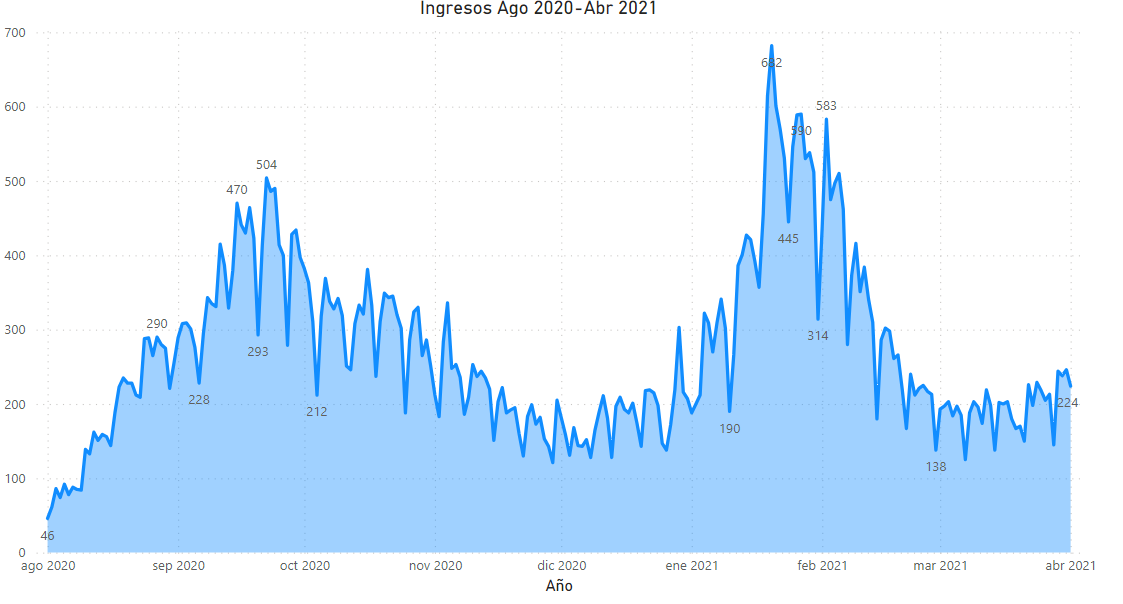 Ingresos Ago 2020-Abr 2021
700
600
500
400
300
200
100
0
46
290
228
470
293
504
212
190
682
445
590
314
583
138
224
ago 2020
sep 2020
oct 2020
nov 2020
dic 2020
ene 2021
feb 2021
mar 2021
abr 2021
Año